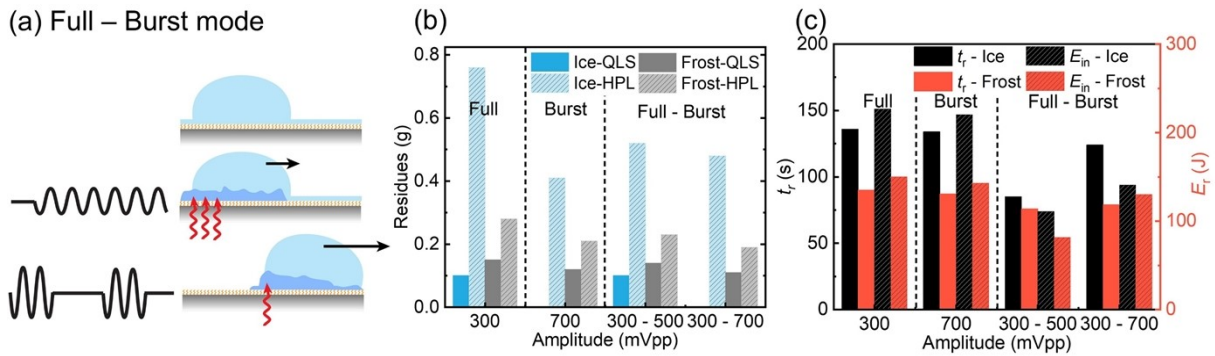 (a) Full – Burst mode
(b)
Residues (g)
0.8
0.6
0.4
0.2
0.0
Ice-QLS
Frost-QLS
Ice-HPL
Frost-HPL
Full
Burst
Full - Burst
300
700
300 - 500
300 - 700
Amplitude (mVpp)
(c)
t_r (s)
200
150
100
50
0
t_r - Ice
E_in - Ice
t_r - Frost
E_in - Frost
Full
Burst
Full - Burst
300
700
300 - 500
300 - 700
Amplitude (mVpp)
300
200
100
0
E_r (J)